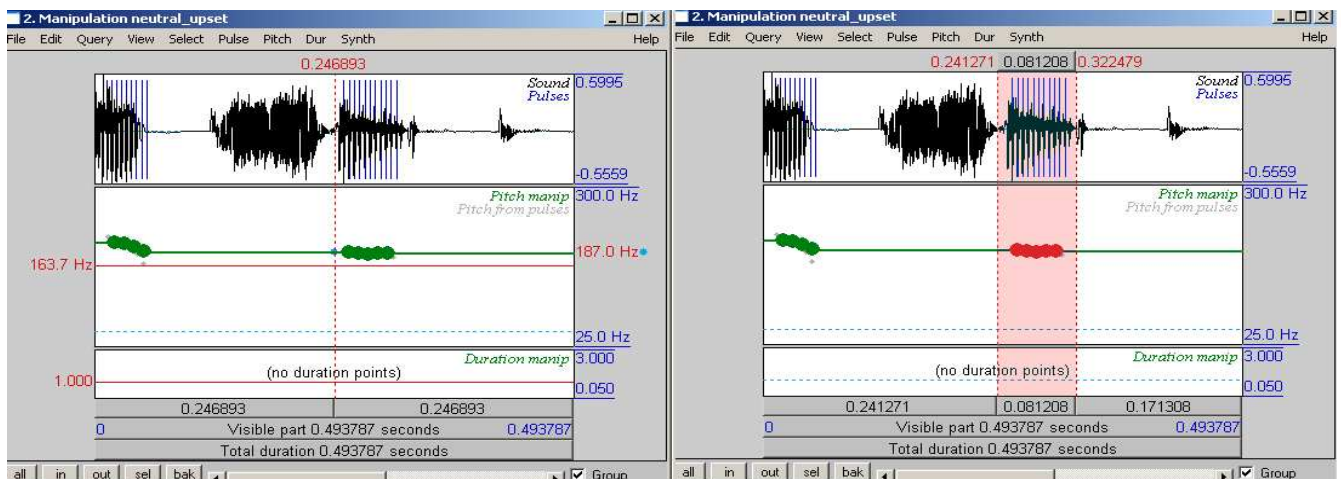 2. Manipulation neutral_upset
File Edit Query View Select Pulse Pitch Dur Synth Help
0.246893
Sound 0.5995
Pulses
-0.5559
Pitch manip 300.0 Hz
Pitch from pulses
187.0 Hz
163.7 Hz
25.0 Hz
Duration manip 3.000
(no duration points)
1.000
0.050
0.246893 0.246893
0 Visible part 0.493787 seconds 0.493787
Total duration 0.493787 seconds
all in out sel bak Group
2. Manipulation neutral_upset
File Edit Query View Select Pulse Pitch Dur Synth Help
0.241271 0.081208 0.322479
Sound 0.5995
Pulses
-0.5559
Pitch manip 300.0 Hz
Pitch from pulses
25.0 Hz
Duration manip 3.000
(no duration points)
0.050
0.241271 0.081208 0.171308
0 Visible part 0.493787 seconds 0.493787
Total duration 0.493787 seconds
all in out sel bak Group